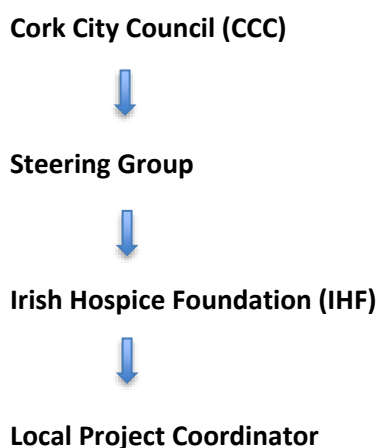 Cork City Council (CCC)
Steering Group
Irish Hospice Foundation (IHF)
Local Project Coordinator